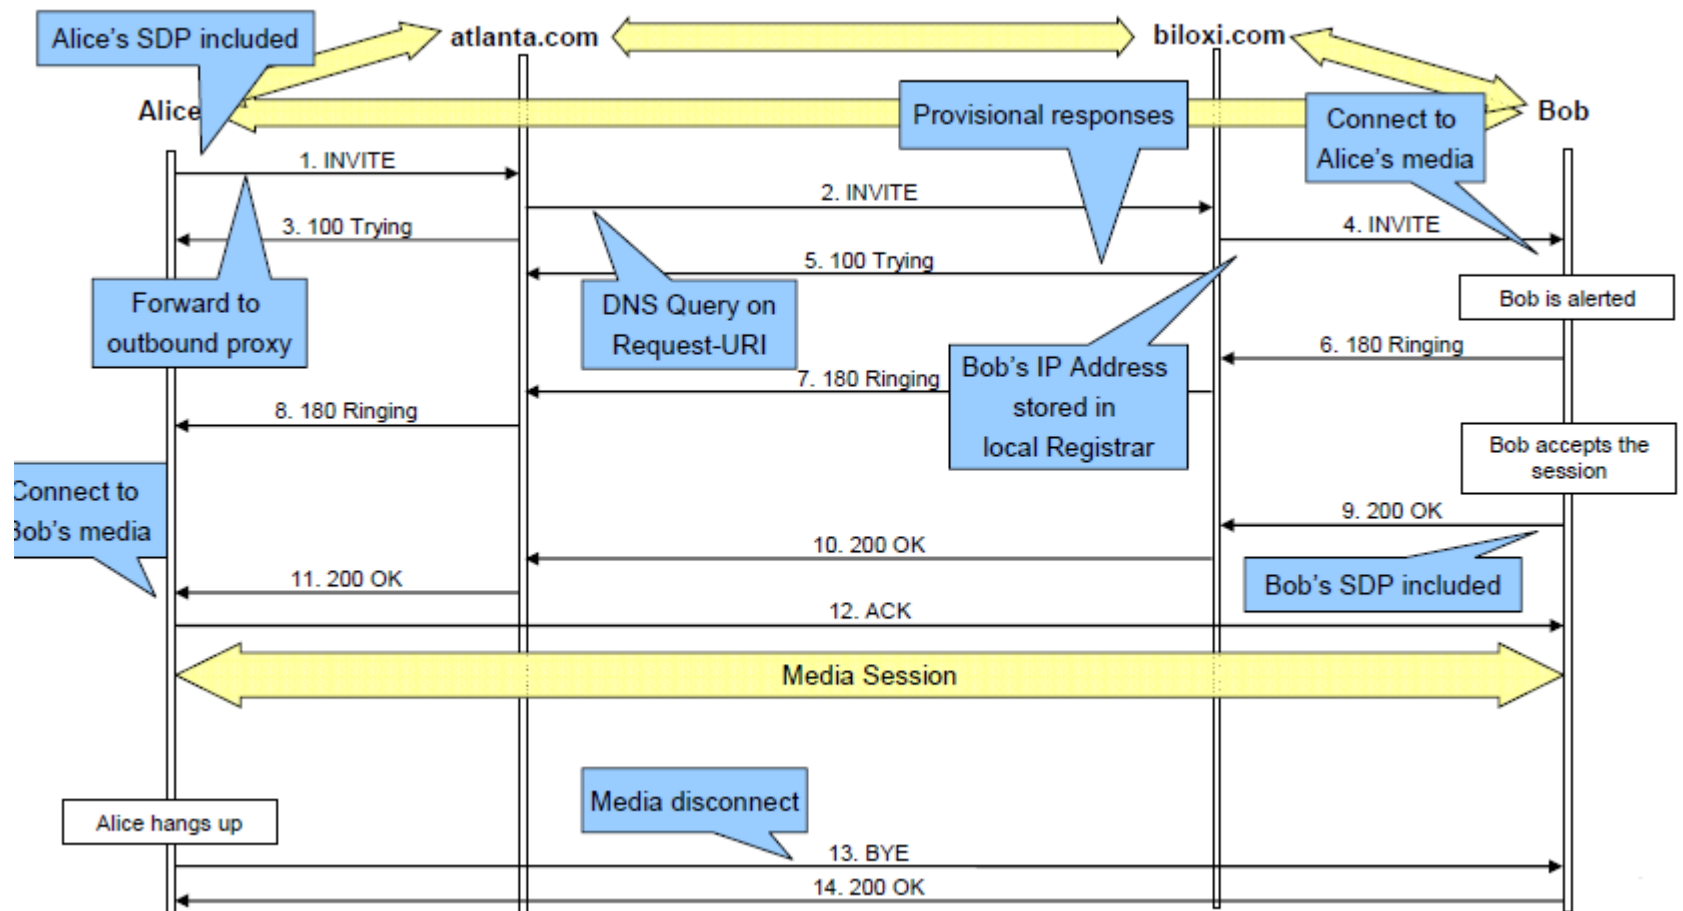 Alice's SDP included
atlanta.com
biloxi.com
Alice
Provisional responses
Connect to
Alice's media
Bob
1. INVITE
2. INVITE
3. 100 Trying
4. INVITE
5. 100 Trying
Forward to
outbound proxy
DNS Query on
Request-URI
Bob is alerted
6. 180 Ringing
Bob's IP Address
stored in
local Registrar
7. 180 Ringing
8. 180 Ringing
Bob accepts the
session
Connect to
Bob's media
9. 200 OK
10. 200 OK
11. 200 OK
Bob's SDP included
12. ACK
Media Session
Alice hangs up
Media disconnect
13. BYE
14. 200 OK